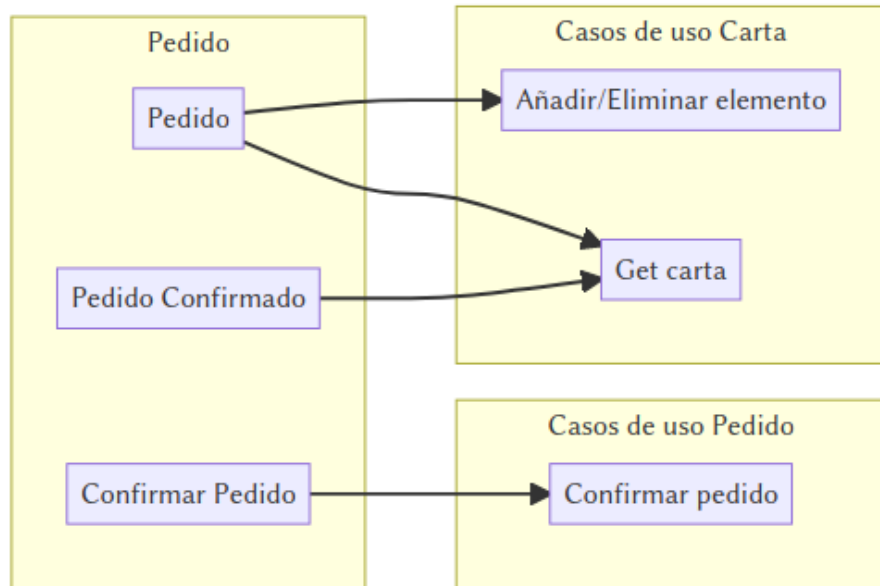 Pedido
Pedido
Pedido Confirmado
Confirmar Pedido
Casos de uso Carta
Añadir/Eliminar elemento
Get carta
Casos de uso Pedido
Confirmar pedido